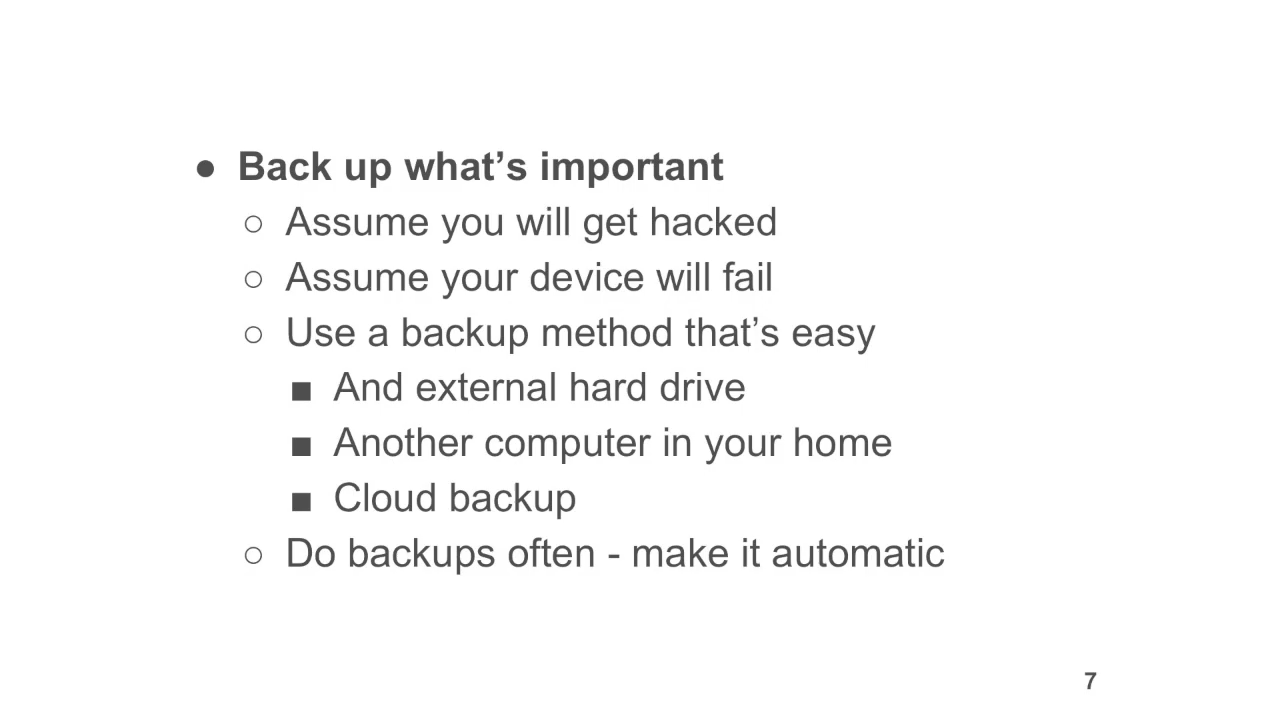 ● Back up what’s important
○ Assume you will get hacked
○ Assume your device will fail
○ Use a backup method that’s easy
■ And external hard drive
■ Another computer in your home
■ Cloud backup
○ Do backups often - make it automatic
7